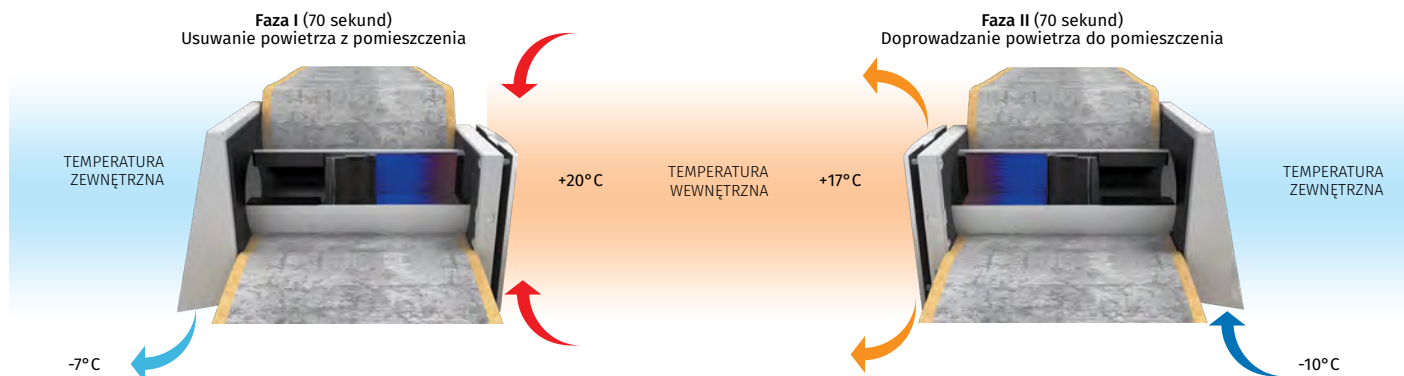 Faza I (70 sekund)
Usuwanie powietrza z pomieszczenia
TEMPERATURA
ZEWNĘTRZNA
-7°C
+20°C
TEMPERATURA
WEWNĘTRZNA
Faza II (70 sekund)
Doprowadzanie powietrza do pomieszczenia
+17°C
TEMPERATURA
ZEWNĘTRZNA
-10°C